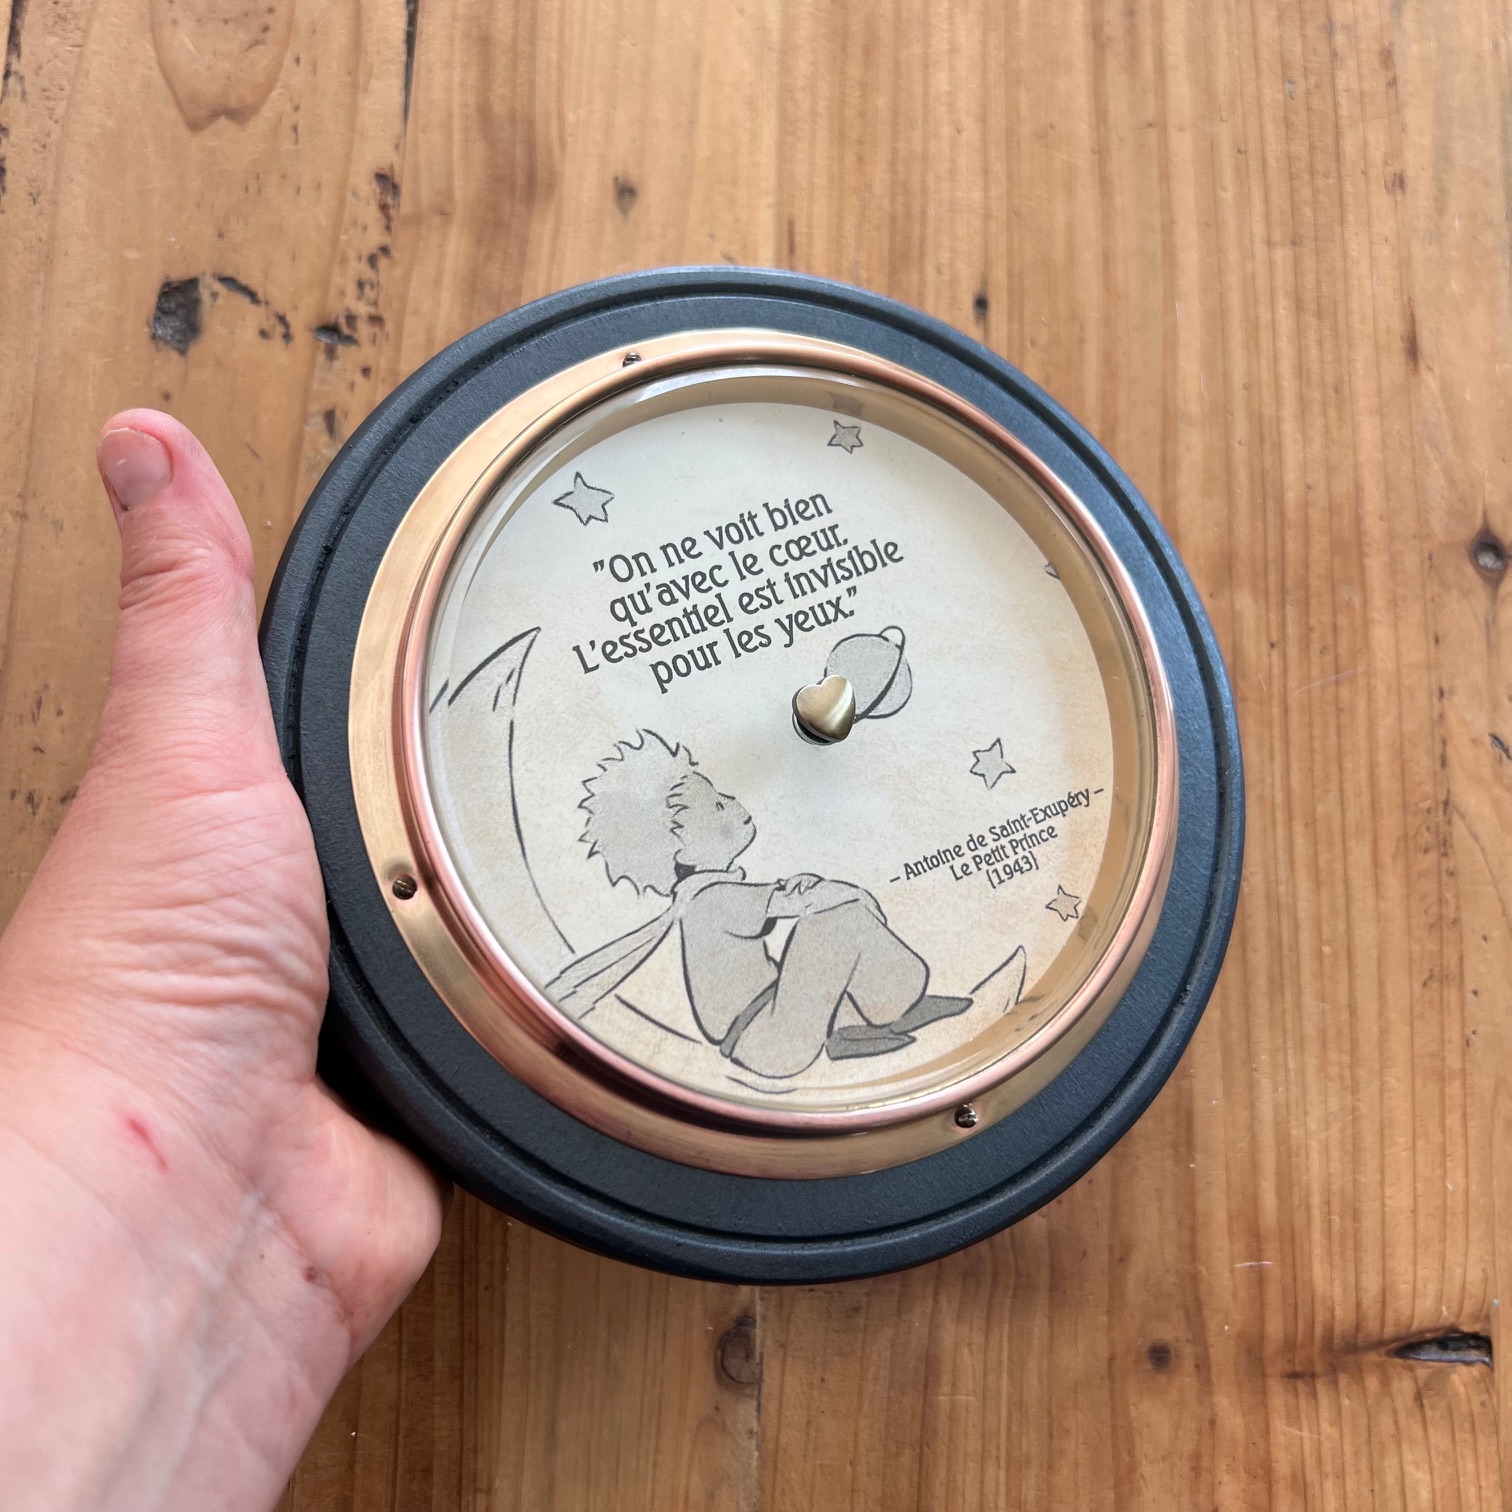 "On ne voit bien
qu'avec le cœur.
L'essentiel est invisible
pour les yeux."
– Antoine de Saint-Exupéry –
Le Petit Prince
(1943)